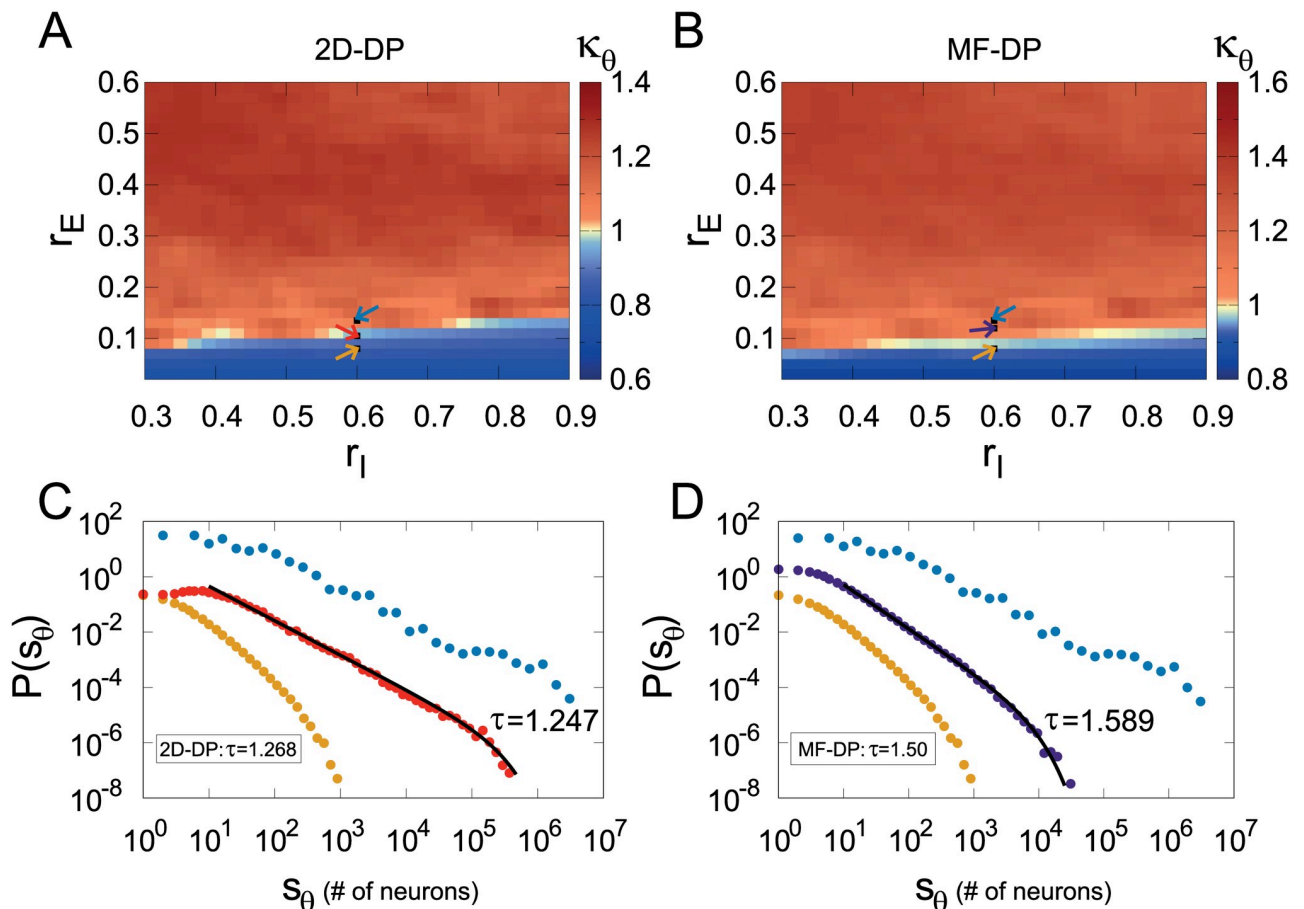 A
2D-DP
κθ
B
MF-DP
κθ
0.6
0.5
0.4
0.3
0.2
0.1
rE
0.3 0.4 0.5 0.6 0.7 0.8 0.9
rI
1.4
1.2
1
0.8
0.6
0.6
0.5
0.4
0.3
0.2
0.1
rE
0.3 0.4 0.5 0.6 0.7 0.8 0.9
rI
1.6
1.4
1.2
1
0.8
C
10^2
10^0
10^-2
10^-4
10^-6
10^-8
P(sθ)
τ=1.247
2D-DP: τ=1.268
10^0 10^1 10^2 10^3 10^4 10^5 10^6 10^7
sθ (# of neurons)
D
10^2
10^0
10^-2
10^-4
10^-6
10^-8
P(sθ)
τ=1.589
MF-DP: τ=1.50
10^0 10^1 10^2 10^3 10^4 10^5 10^6 10^7
sθ (# of neurons)